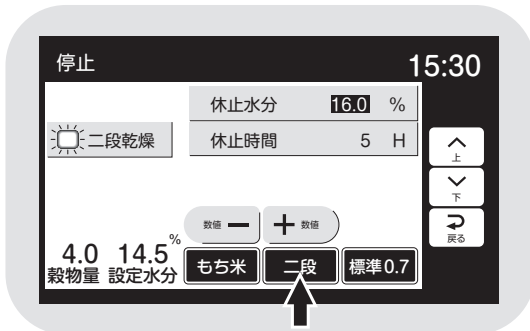 停止 15:30
休止水分 16.0 %
二段乾燥 休止時間 5 H
上
下
数値 － ＋ 数値
戻る
4.0 14.5%
穀物量 設定水分 もち米 二段 標準0.7